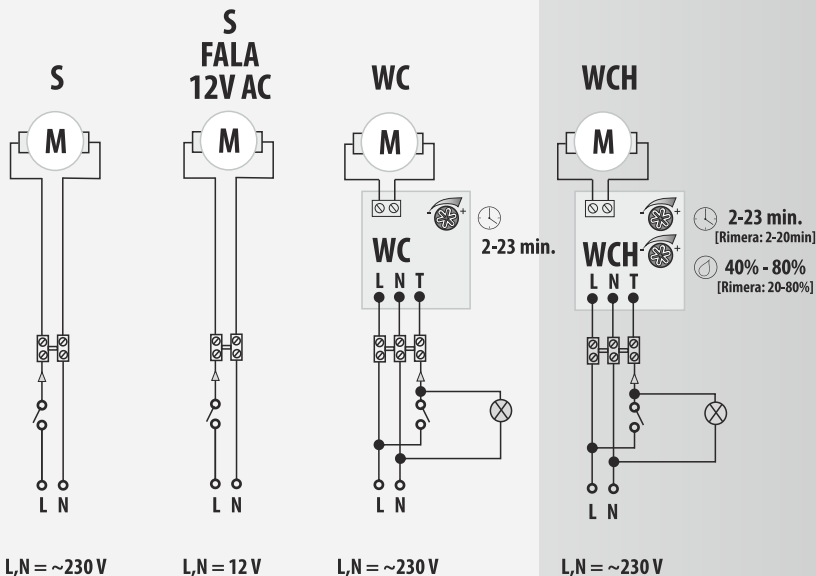 S
M
L N
L,N = ~230 V
S
FALA
12V AC
M
L N
L,N = 12 V
WC
M
- +
2-23 min.
WC
L N T
L N
L,N = ~230 V
WCH
M
- +
2-23 min.
[Rimera: 2-20min]
WCH
- +
40% - 80%
[Rimera: 20-80%]
L N T
L N
L,N = ~230 V